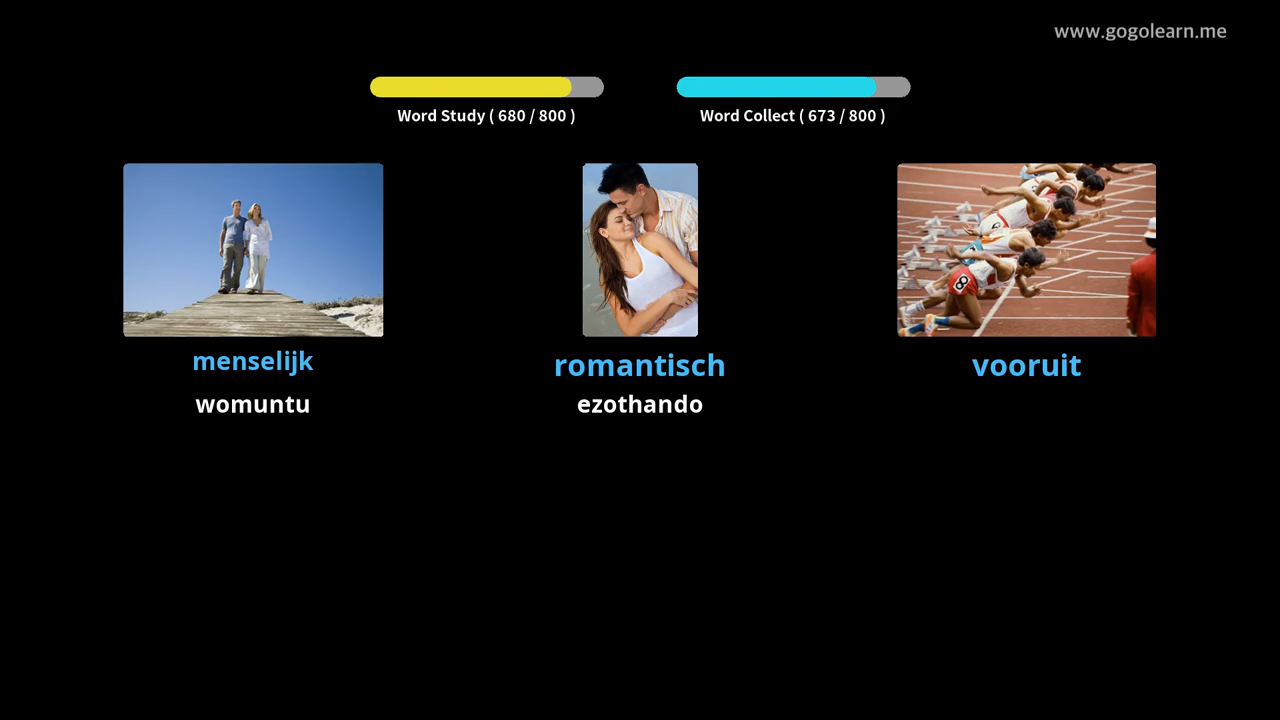 www.gogolearn.me
Word Study ( 680 / 800 )
Word Collect ( 673 / 800 )
menselijk
romantisch
vooruit
womuntu
ezothando